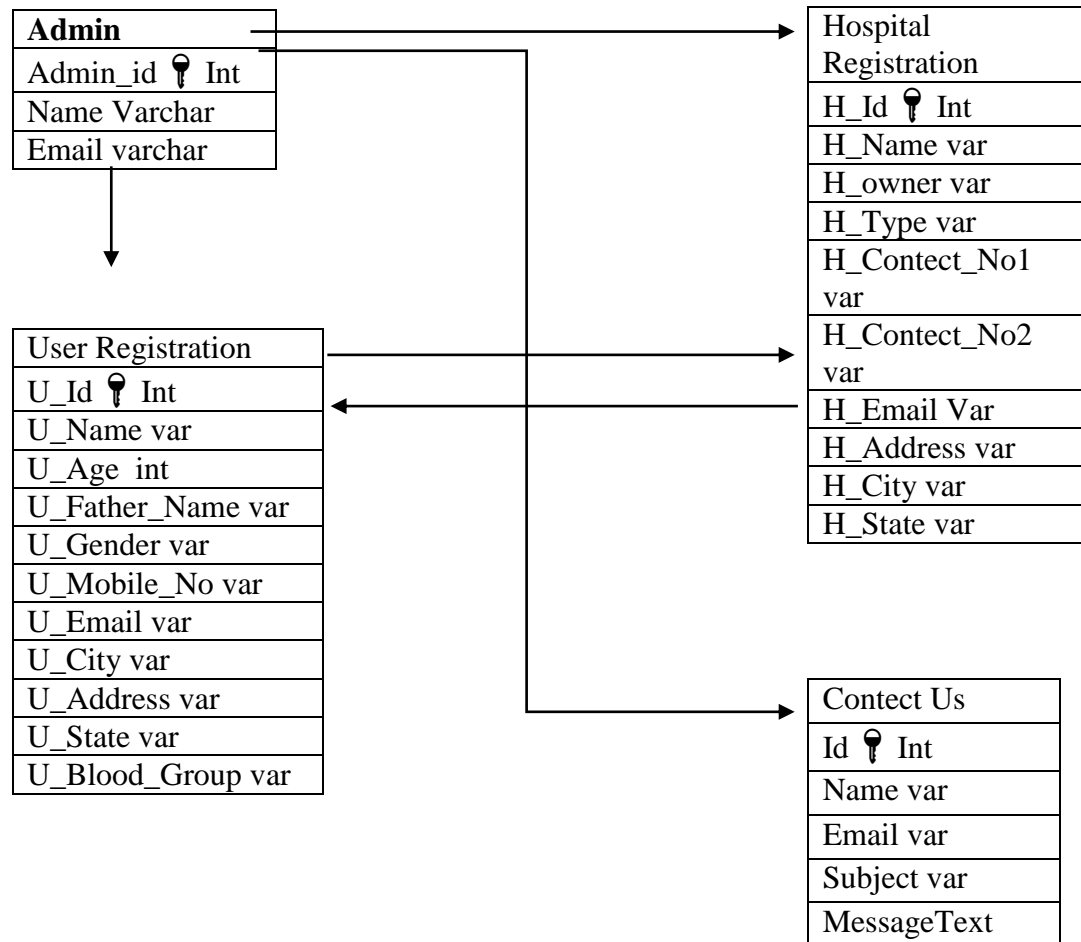 Admin
Admin_id Int
Name Varchar
Email varchar
Hospital
Registration
H_Id Int
H_Name var
H_owner var
H_Type var
H_Contect_No1
var
H_Contect_No2
var
H_Email Var
H_Address var
H_City var
H_State var
User Registration
U_Id Int
U_Name var
U_Age int
U_Father_Name var
U_Gender var
U_Mobile_No var
U_Email var
U_City var
U_Address var
U_State var
U_Blood_Group var
Contect Us
Id Int
Name var
Email var
Subject var
MessageText